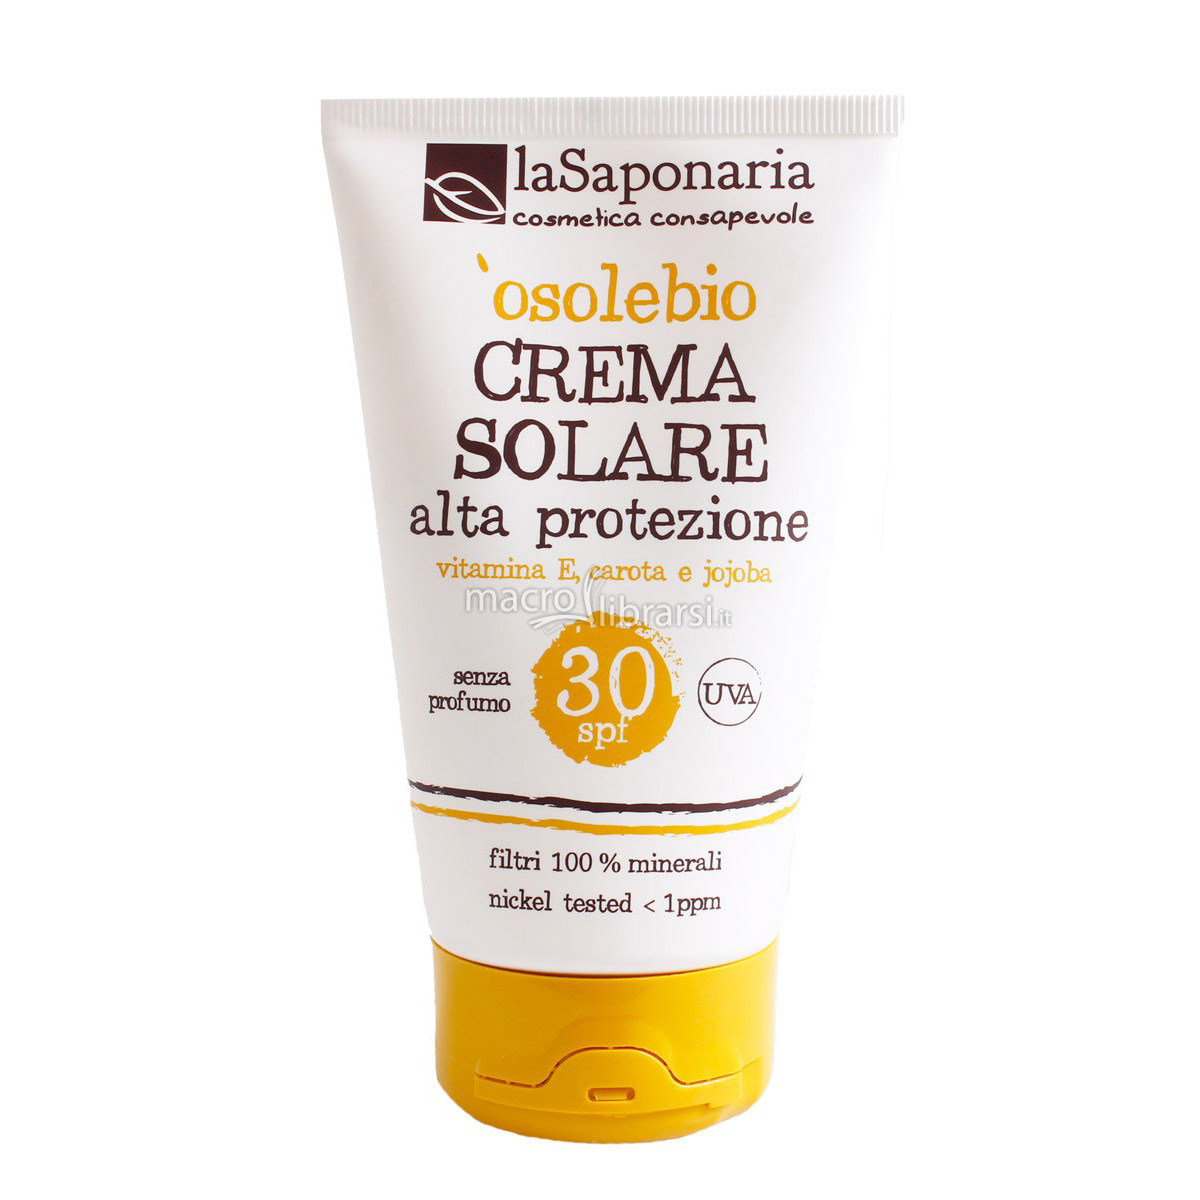 laSaponaria
cosmetica consapevole
'osolebio
CREMA
SOLARE
alta protezione
vitamina E, carota e jojoba
macrolibrarsi.it
senza
profumo
30
spf
UVA
filtri 100 % minerali
nickel tested < 1ppm